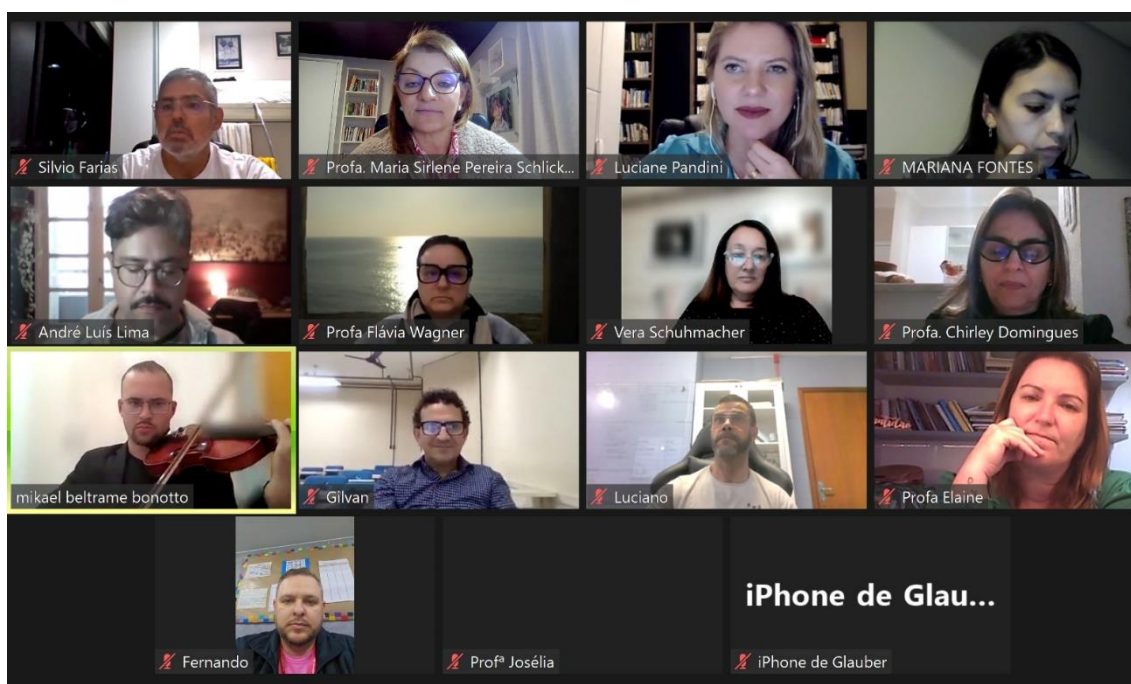 Silvio Farias
Profa. Maria Sirlene Pereira Schlick...
Luciane Pandini
MARIANA FONTES
André Luís Lima
Profa Flávia Wagner
Vera Schuhmacher
Profa. Chirley Domingues
mikael beltrame bonotto
Gilvan
Luciano
Profa Elaine
Fernando
Profª Josélia
iPhone de Glau...
iPhone de Glauber